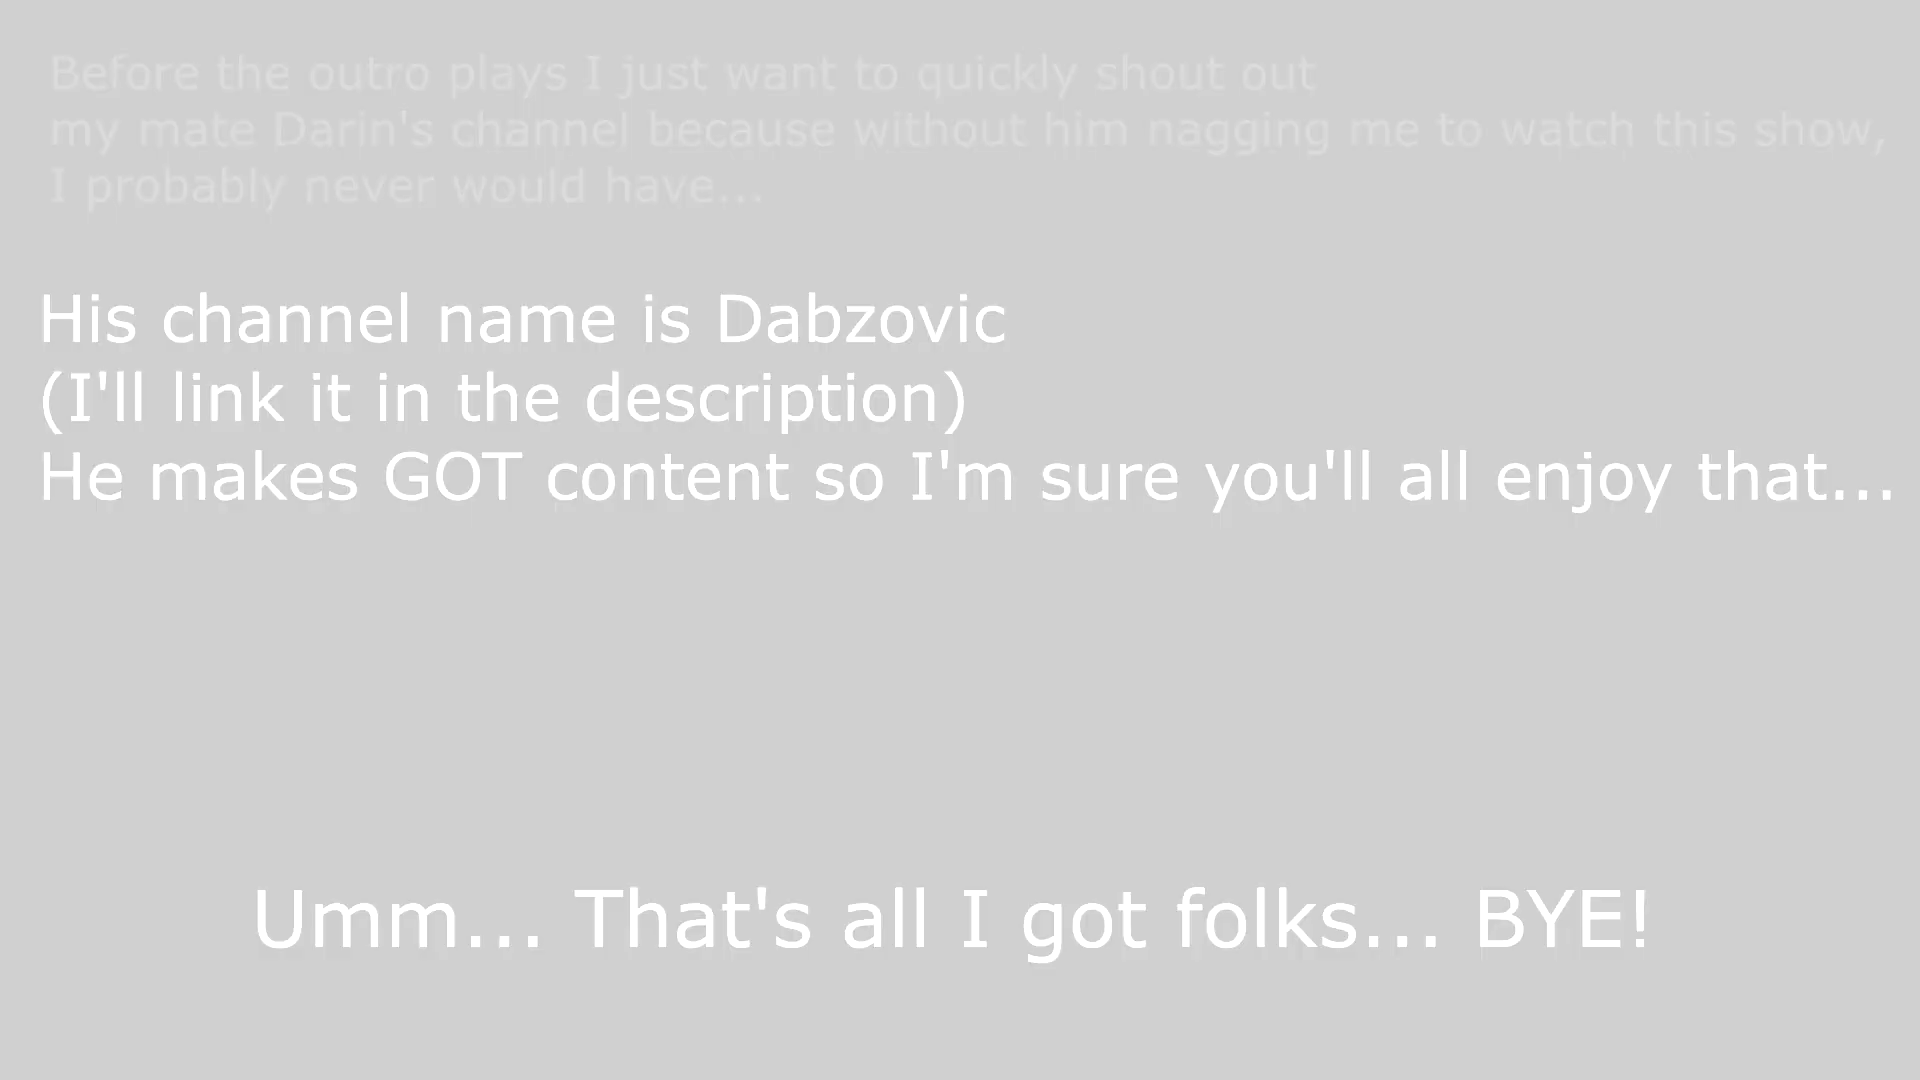 Before the outro plays I just want to quickly shout out
my mate Darin's channel because without him nagging me to watch this show,
I probably never would have...
His channel name is Dabzovic
(I'll link it in the description)
He makes GOT content so I'm sure you'll all enjoy that...
Umm... That's all I got folks... BYE!